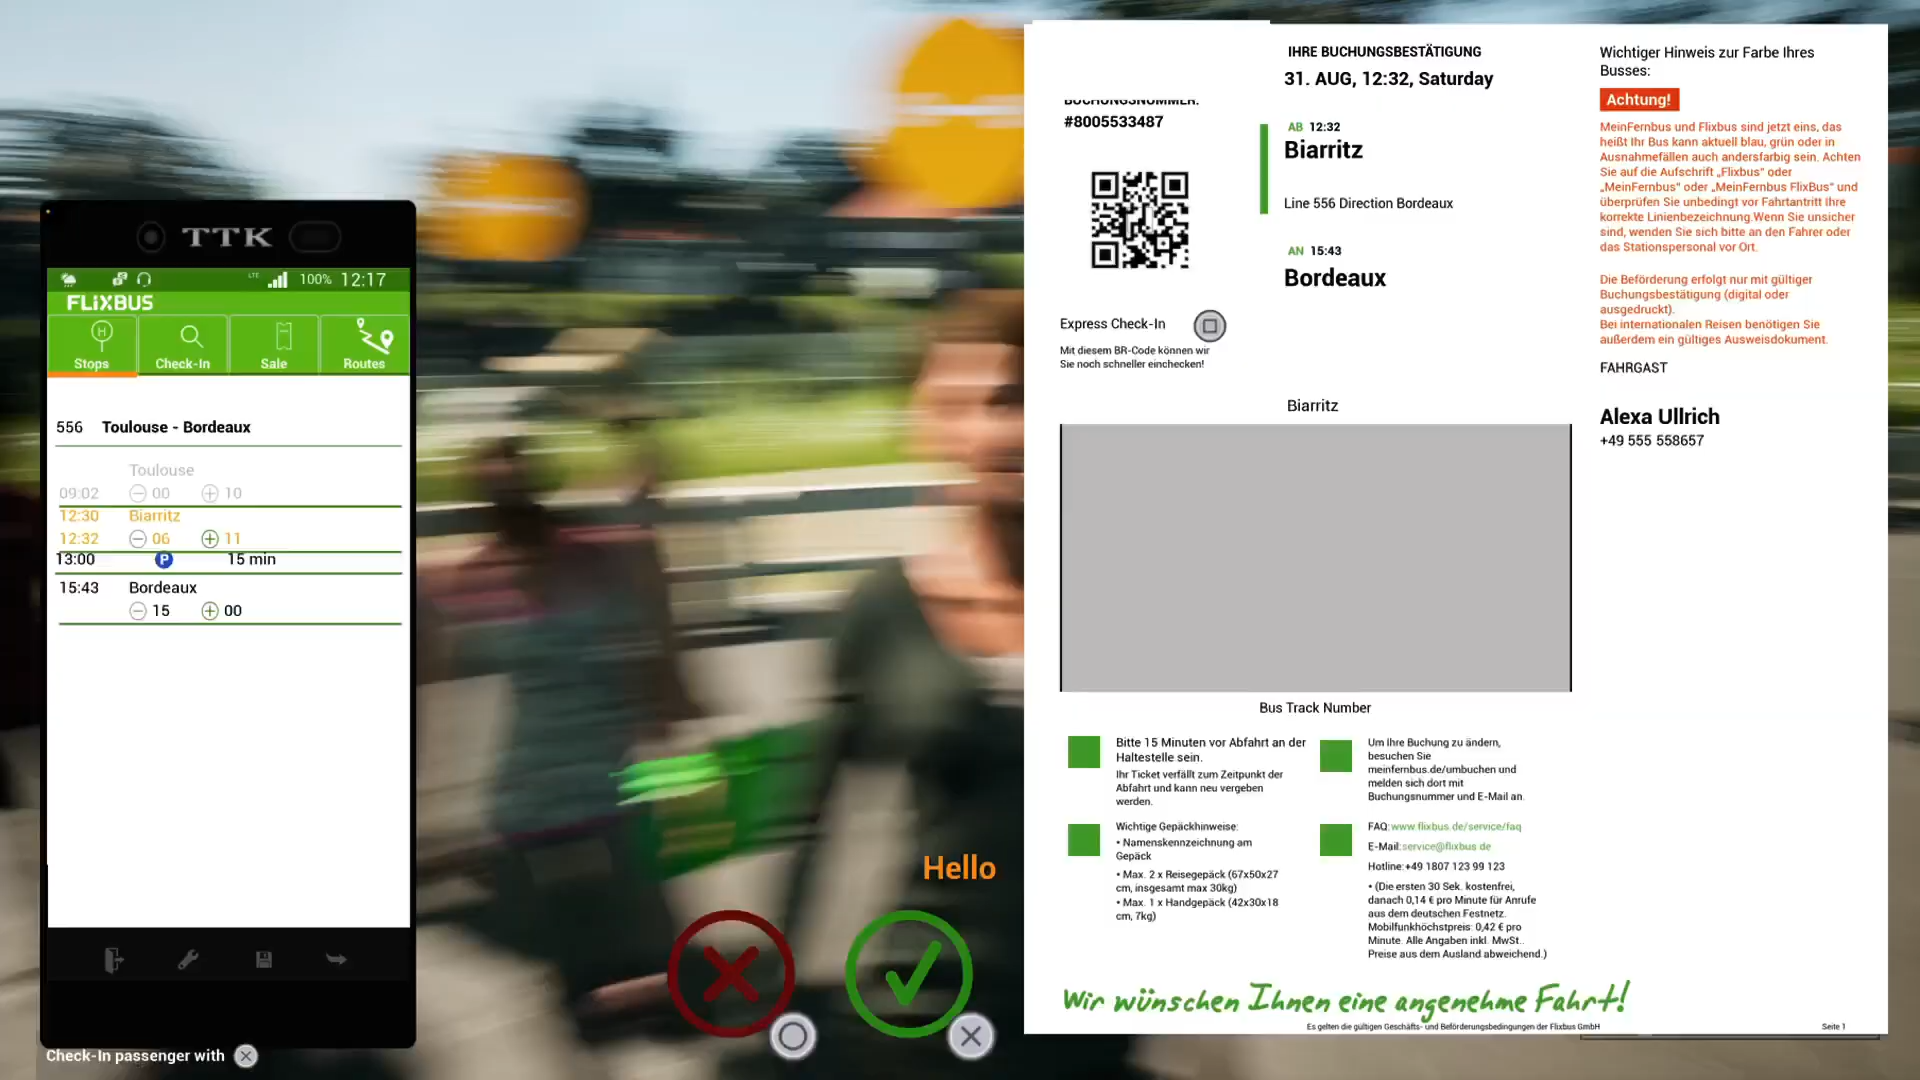 TTK
LTE 100% 12:17
FLiXBUS
H
Stops Check-In Sale Routes
556 Toulouse - Bordeaux
Toulouse
09:02 00 10
12:30 Biarritz
12:32 06 11
13:00 P 15 min
15:43 Bordeaux
15 00
Check-In passenger with
Hello
IHRE BUCHUNGSBESTÄTIGUNG
31. AUG, 12:32, Saturday
BUCHUNGSNUMMER:
#8005533487
AB 12:32
Biarritz
Line 556 Direction Bordeaux
AN 15:43
Bordeaux
Express Check-In
Mit diesem BR-Code können wir
Sie noch schneller einchecken!
Biarritz
Bus Track Number
Bitte 15 Minuten vor Abfahrt an der
Haltestelle sein.
Ihr Ticket verfällt zum Zeitpunkt der
Abfahrt und kann neu vergeben
werden.
Wichtige Gepäckhinweise:
• Namenskennzeichnung am
Gepäck
• Max. 2 x Reisegepäck (67x50x27
cm, insgesamt max 30kg)
• Max. 1 x Handgepäck (42x30x18
cm, 7kg)
Um Ihre Buchung zu ändern,
besuchen Sie
meinfernbus.de/umbuchen und
melden sich dort mit
Buchungsnummer und E-Mail an.
FAQ:www.flixbus.de/service/faq
E-Mail:service@flixbus de
Hotline:+49 1807 123 99 123
• (Die ersten 30 Sek. kostenfrei,
danach 0,14 € pro Minute für Anrufe
aus dem deutschen Festnetz.
Mobilfunkhöchstpreis: 0,42 € pro
Minute. Alle Angaben inkl. MwSt..
Preise aus dem Ausland abweichend.)
Wir wünschen Ihnen eine angenehme Fahrt!
Es gelten die gültigen Geschäfts- und Beförderungsbedingungen der Flixbus GmbH
Seite 1
Wichtiger Hinweis zur Farbe Ihres
Busses:
Achtung!
MeinFernbus und Flixbus sind jetzt eins, das
heißt Ihr Bus kann aktuell blau, grün oder in
Ausnahmefällen auch andersfarbig sein. Achten
Sie auf die Aufschrift „Flixbus“ oder
„MeinFernbus“ oder „MeinFernbus FlixBus“ und
überprüfen Sie unbedingt vor Fahrtantritt Ihre
korrekte Linienbezeichnung.Wenn Sie unsicher
sind, wenden Sie sich bitte an den Fahrer oder
das Stationspersonal vor Ort.
Die Beförderung erfolgt nur mit gültiger
Buchungsbestätigung (digital oder
ausgedruckt).
Bei internationalen Reisen benötigen Sie
außerdem ein gültiges Ausweisdokument.
FAHRGAST
Alexa Ullrich
+49 555 558657